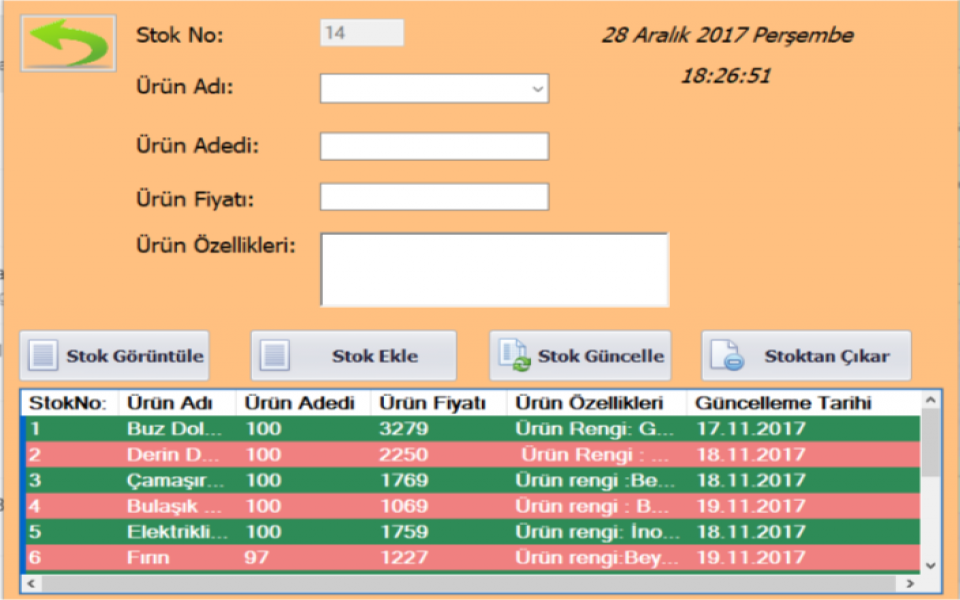 Stok No: 14 28 Aralık 2017 Perşembe
18:26:51
Ürün Adı:
Ürün Adedi:
Ürün Fiyatı:
Ürün Özellikleri:
Stok Görüntüle Stok Ekle Stok Güncelle Stoktan Çıkar
StokNo: Ürün Adı Ürün Adedi Ürün Fiyatı Ürün Özellikleri Güncelleme Tarihi
1 Buz Dol... 100 3279 Ürün Rengi: G... 17.11.2017
2 Derin D... 100 2250 Ürün Rengi : ... 18.11.2017
3 Çamaşır... 100 1769 Ürün rengi :Be... 18.11.2017
4 Bulaşık ... 100 1069 Ürün rengi : B... 19.11.2017
5 Elektrikli... 100 1759 Ürün rengi: İno... 18.11.2017
6 Fırın 97 1227 Ürün rengi:Bey... 19.11.2017